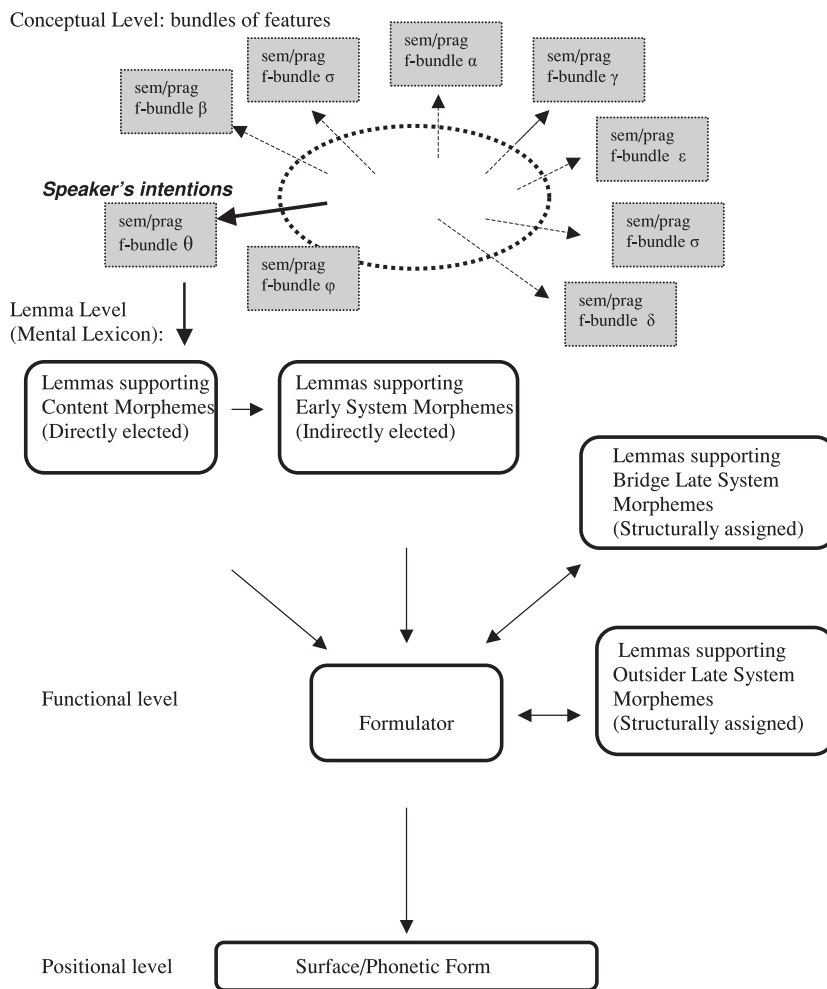 Conceptual Level: bundles of features
sem/prag
f-bundle β
sem/prag
f-bundle σ
sem/prag
f-bundle α
sem/prag
f-bundle γ
sem/prag
f-bundle ε
Speaker's intentions
sem/prag
f-bundle θ
sem/prag
f-bundle φ
sem/prag
f-bundle σ
sem/prag
f-bundle δ
Lemma Level
(Mental Lexicon):
Lemmas supporting
Content Morphemes
(Directly elected)
Lemmas supporting
Early System Morphemes
(Indirectly elected)
Lemmas supporting
Bridge Late System
Morphemes
(Structurally assigned)
Lemmas supporting
Outsider Late System
Morphemes
(Structurally assigned)
Functional level
Formulator
Positional level
Surface/Phonetic Form